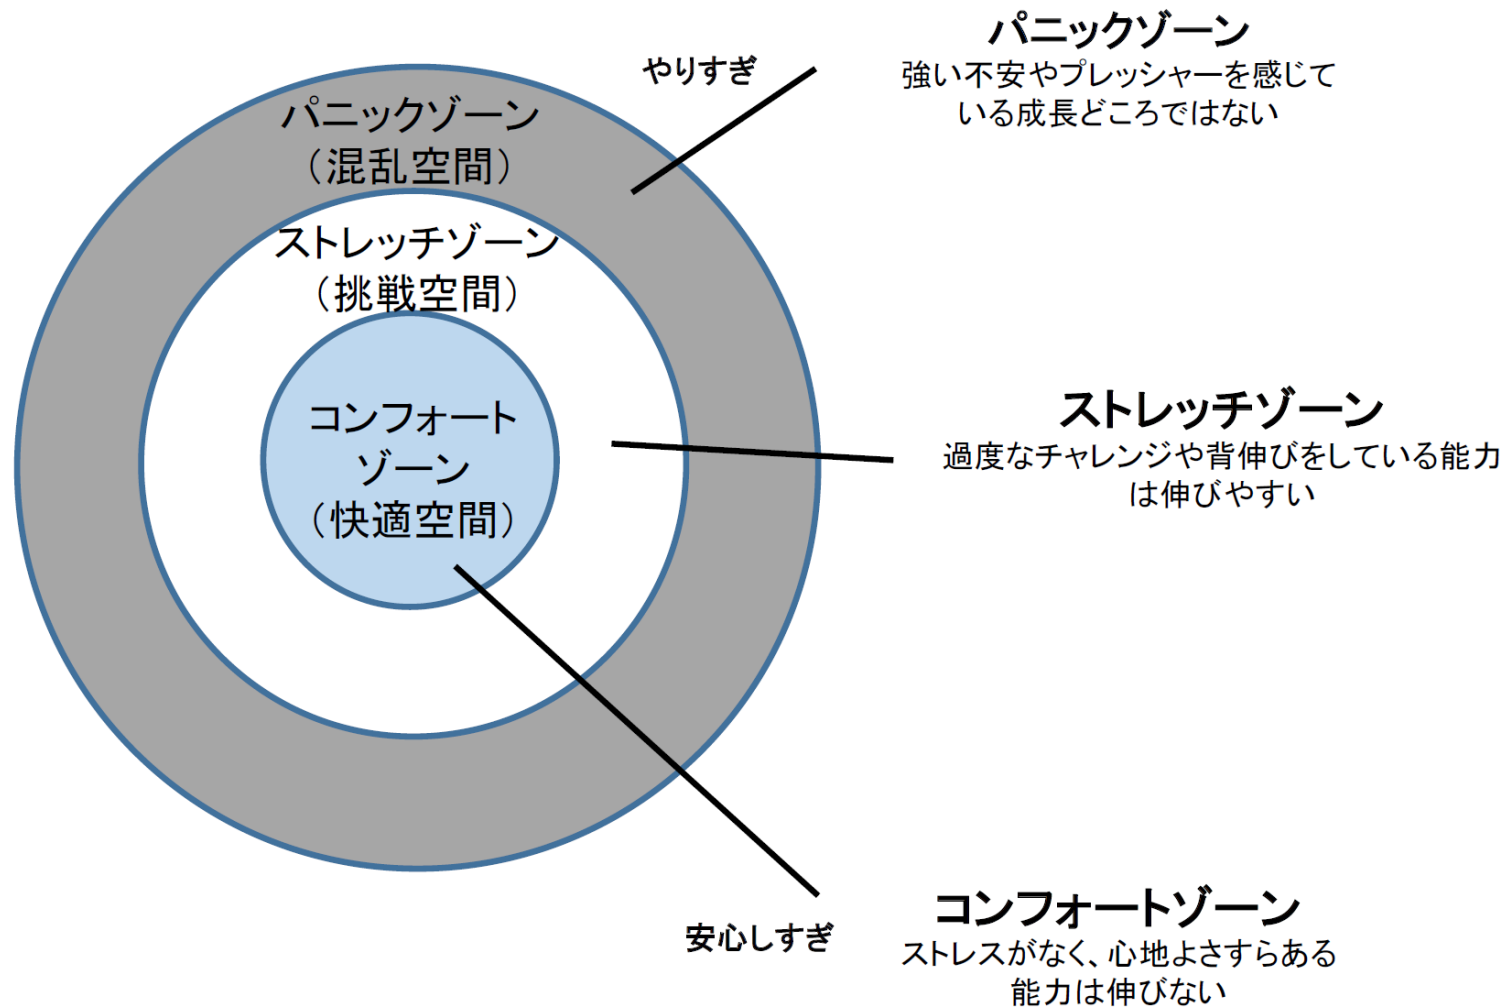 パニックゾーン
やりすぎ
強い不安やプレッシャーを感じて
いる成長どころではない
パニックゾーン
（混乱空間）
ストレッチゾーン
（挑戦空間）
ストレッチゾーン
過度なチャレンジや背伸びをしている能力
は伸びやすい
コンフォート
ゾーン
（快適空間）
コンフォートゾーン
安心しすぎ
ストレスがなく、心地よさすらある
能力は伸びない